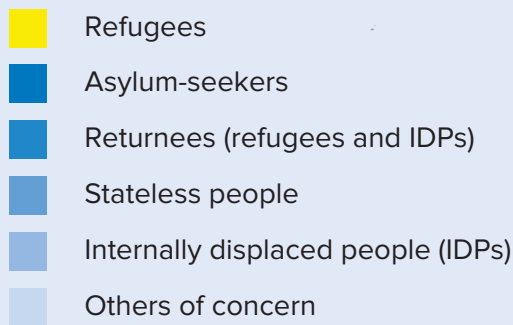 Refugees
Asylum-seekers
Returnees (refugees and IDPs)
Stateless people
Internally displaced people (IDPs)
Others of concern